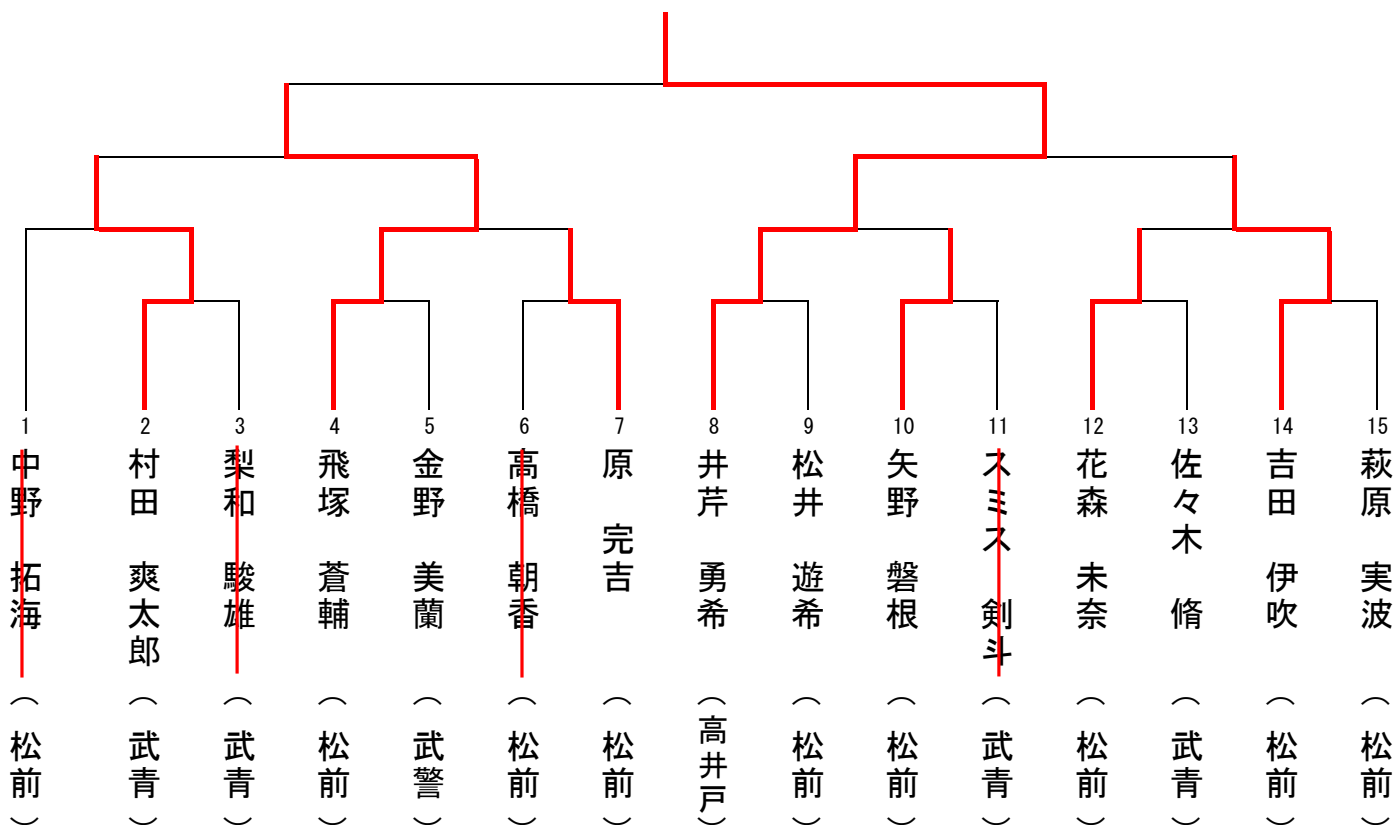 1
中野 拓海
(松前)
2
村田 爽太郎
(武青)
3
梨和 駿雄
(武青)
4
飛塚 蒼輔
(松前)
5
金野 美蘭
(武警)
6
高橋 朝香
(松前)
7
原 完吉
(松前)
8
井芹 勇希
(高井戸)
9
松井 遊希
(松前)
10
矢野 磐根
(松前)
11
スミス 剣斗
(武青)
12
花森 未奈
(松前)
13
佐々木 脩
(武青)
14
吉田 伊吹
(松前)
15
萩原 実波
(松前)